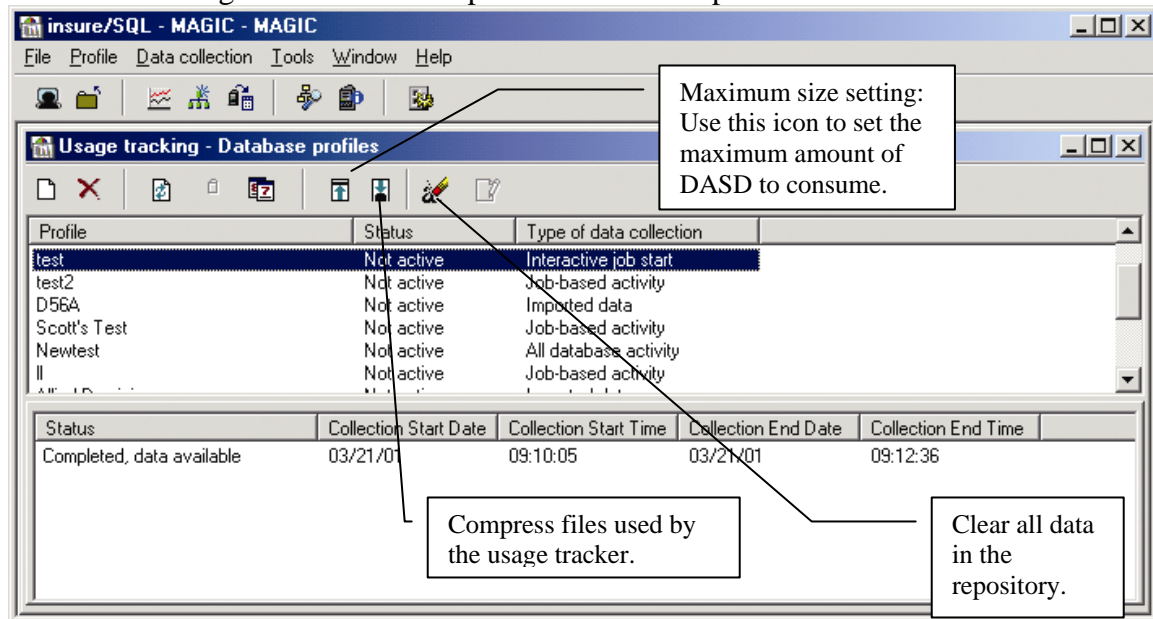 insure/SQL - MAGIC - MAGIC
File Profile Data collection Tools Window Help
Maximum size setting:
Use this icon to set the
maximum amount of
DASD to consume.
Usage tracking - Database profiles
Profile Status Type of data collection
test Not active Interactive job start
test2 Not active Job-based activity
D56A Not active Imported data
Scott's Test Not active Job-based activity
Newtest Not active All database activity
ll Not active Job-based activity
Status Collection Start Date Collection Start Time Collection End Date Collection End Time
Completed, data available 03/21/01 09:10:05 03/21/01 09:12:36
Compress files used by
the usage tracker.
Clear all data
in the
repository.